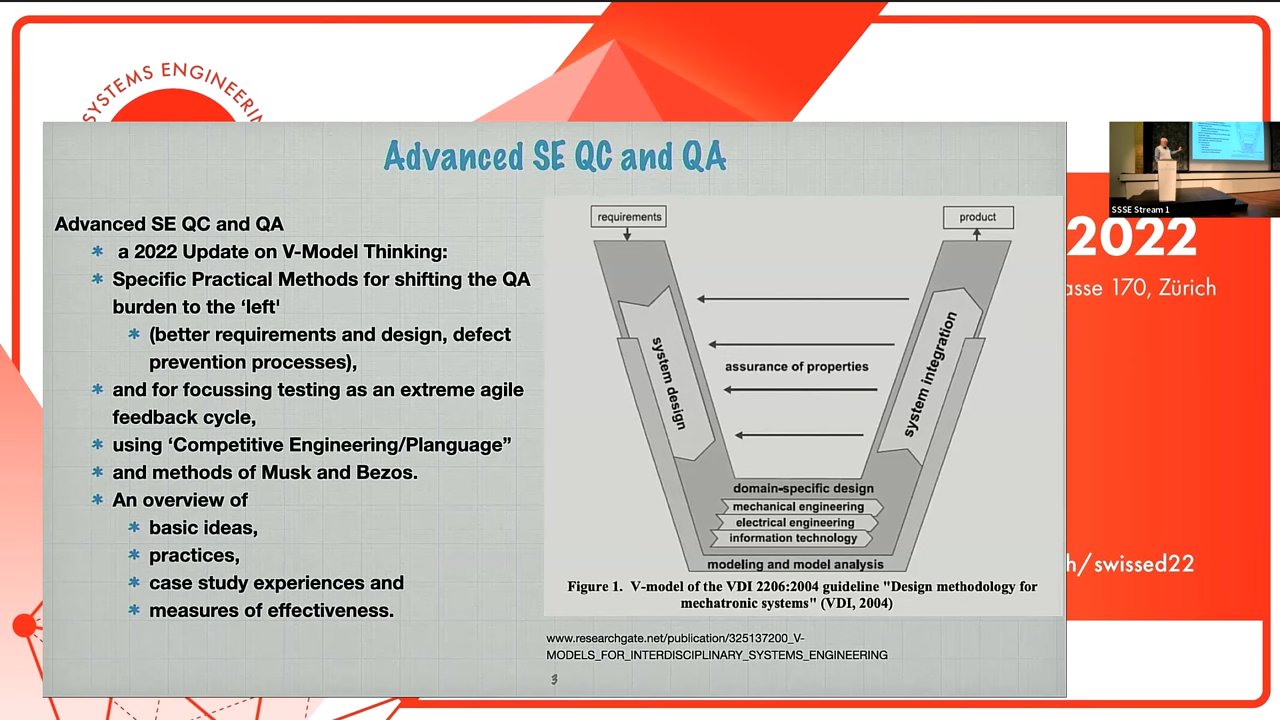 SYSTEMS ENGINEERIN
Advanced SE QC and QA
Advanced SE QC and QA
* a 2022 Update on V-Model Thinking:
* Specific Practical Methods for shifting the QA
burden to the ‘left'
* (better requirements and design, defect
prevention processes),
* and for focussing testing as an extreme agile
feedback cycle,
* using ‘Competitive Engineering/Planguage”
* and methods of Musk and Bezos.
* An overview of
* basic ideas,
* practices,
* case study experiences and
* measures of effectiveness.
requirements
product
system design
assurance of properties
system integration
domain-specific design
mechanical engineering
electrical engineering
information technology
modeling and model analysis
Figure 1. V-model of the VDI 2206:2004 guideline "Design methodology for
mechatronic systems" (VDI, 2004)
www.researchgate.net/publication/325137200_V-
MODELS_FOR_INTERDISCIPLINARY_SYSTEMS_ENGINEERING
3
SSSE Stream 1
2022
asse 170, Zürich
h/swissed22